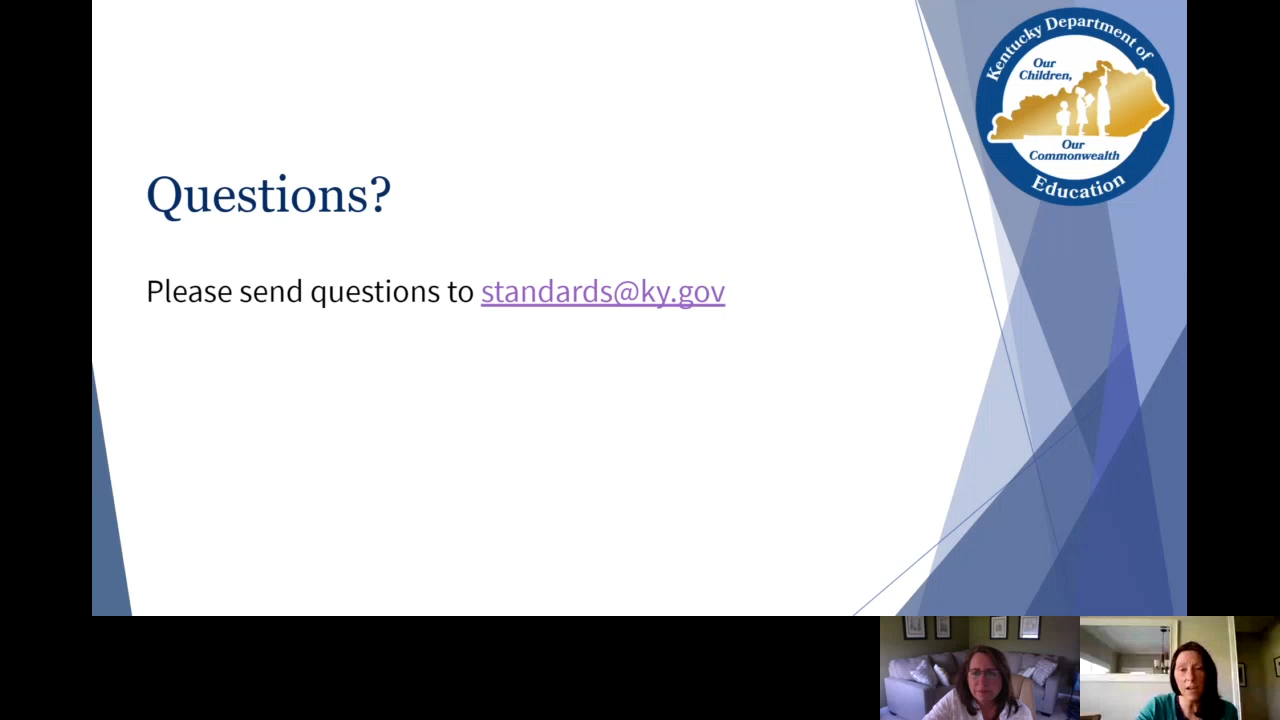 Questions?
Please send questions to standards@ky.gov
Kentucky Department of
Our
Children,
Our
Commonwealth
Education